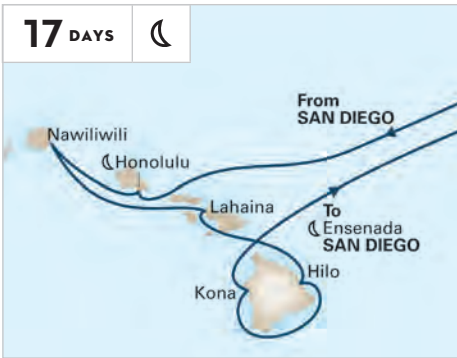 17 DAYS
From
SAN DIEGO
Nawiliwili
Honolulu
Lahaina
To
Ensenada
SAN DIEGO
Hilo
Kona